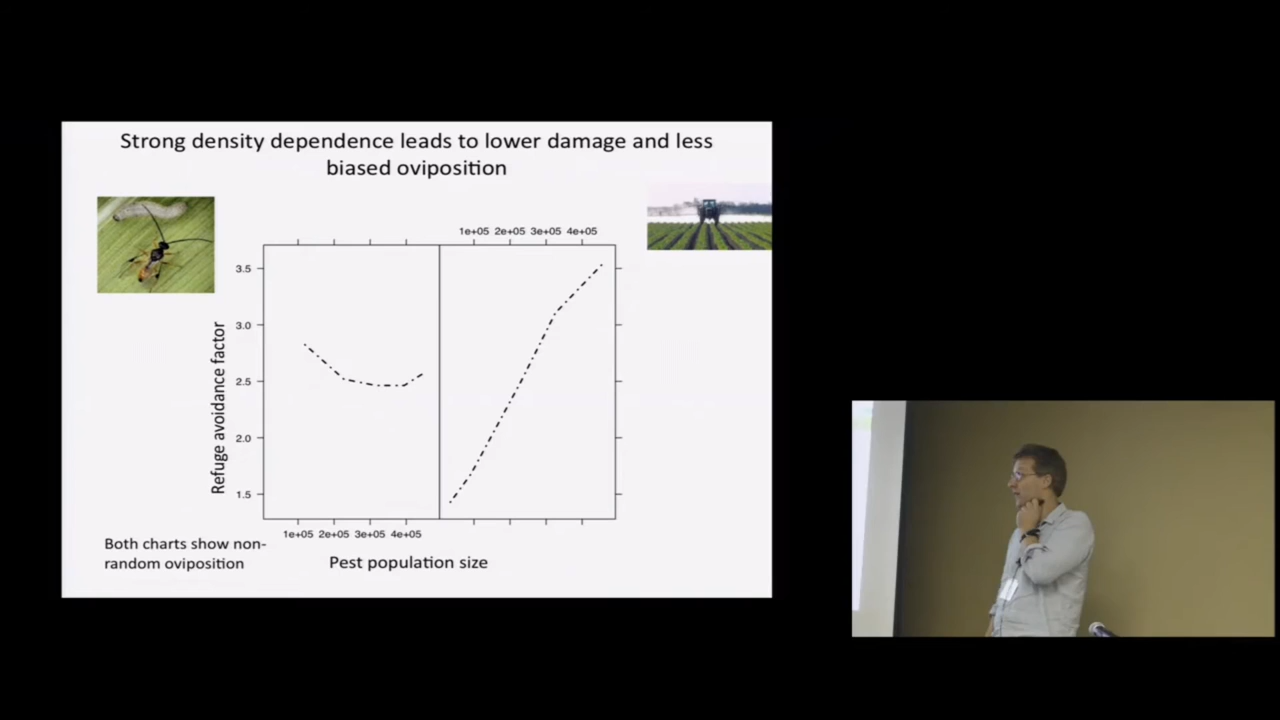 Strong density dependence leads to lower damage and less
biased oviposition
1e+05 2e+05 3e+05 4e+05
3.5
3.0
2.5
2.0
1.5
Refuge avoidance factor
1e+05 2e+05 3e+05 4e+05
Both charts show non-
random oviposition
Pest population size